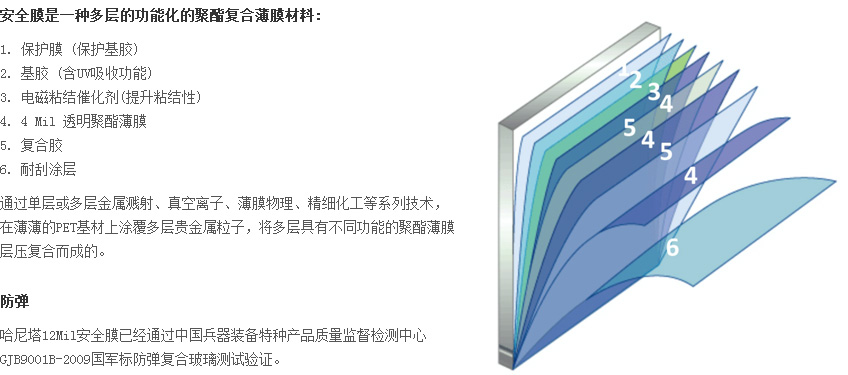 安全膜是一种多层的功能化的聚酯复合薄膜材料：
1. 保护膜 (保护基胶)
2. 基胶 (含UV吸收功能)
3. 电磁粘结催化剂(提升粘结性)
4. 4 Mil 透明聚酯薄膜
5. 复合胶
6. 耐刮涂层
通过单层或多层金属溅射、真空离子、薄膜物理、精细化工等系列技术，
在薄薄的PET基材上涂覆多层贵金属粒子，将多层具有不同功能的聚酯薄膜
层压复合而成的。
防弹
哈尼塔12Mil安全膜已经通过中国兵器装备特种产品质量监督检测中心
GJB9001B-2009国军标防弹复合玻璃测试验证。
1
2
3
4
5
4
5
4
6